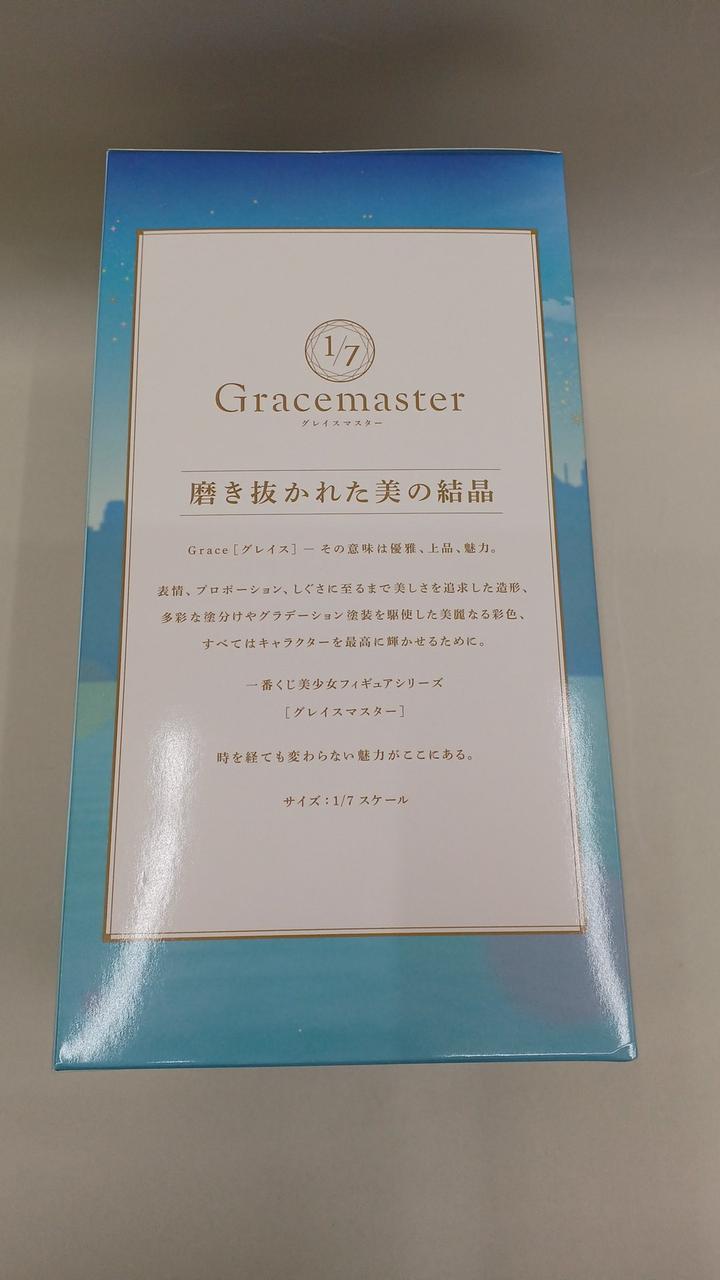 1/7
Gracemaster
グレイスマスター
磨き抜かれた美の結晶
Grace［グレイス］― その意味は優雅、上品、魅力。
表情、プロポーション、しぐさに至るまで美しさを追求した造形、
多彩な塗分けやグラデーション塗装を駆使した美麗なる彩色、
すべてはキャラクターを最高に輝かせるために。
一番くじ美少女フィギュアシリーズ
［グレイスマスター］
時を経ても変わらない魅力がここにある。
サイズ：1/7 スケール